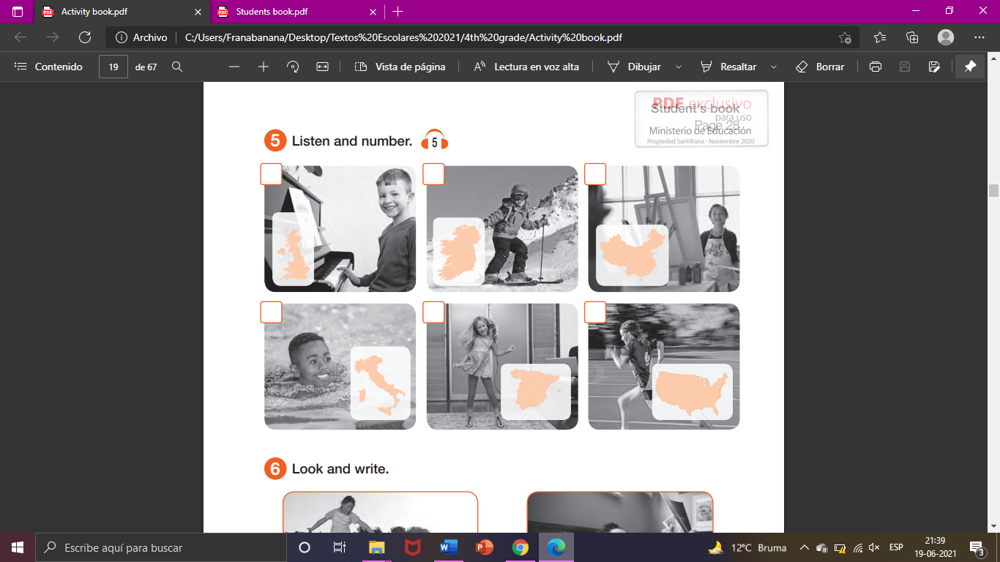 Activity book.pdf
Students book.pdf
Archivo
C:/Users/Franabanana/Desktop/Textos%20Escolares%202021/4th%20grade/Activity%20book.pdf
Contenido
19
de 67
Vista de página
Lectura en voz alta
Dibujar
Resaltar
Borrar
PDF exclusivo
Student's book
para uso
Page 28
Ministerio de Educación
Propiedad Santillana - Noviembre 2020
5 Listen and number. 5
6 Look and write.
Escribe aquí para buscar
12°C Bruma
ESP
21:39
19-06-2021
3